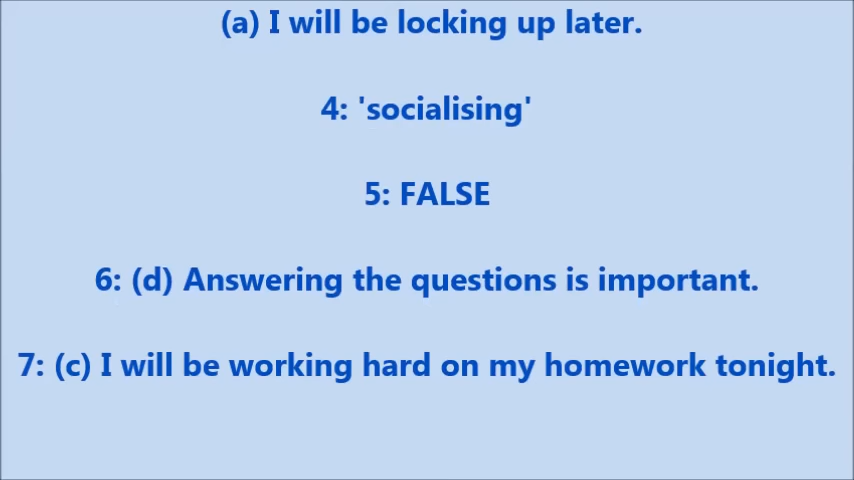 (a) I will be locking up later.
4: 'socialising'
5: FALSE
6: (d) Answering the questions is important.
7: (c) I will be working hard on my homework tonight.